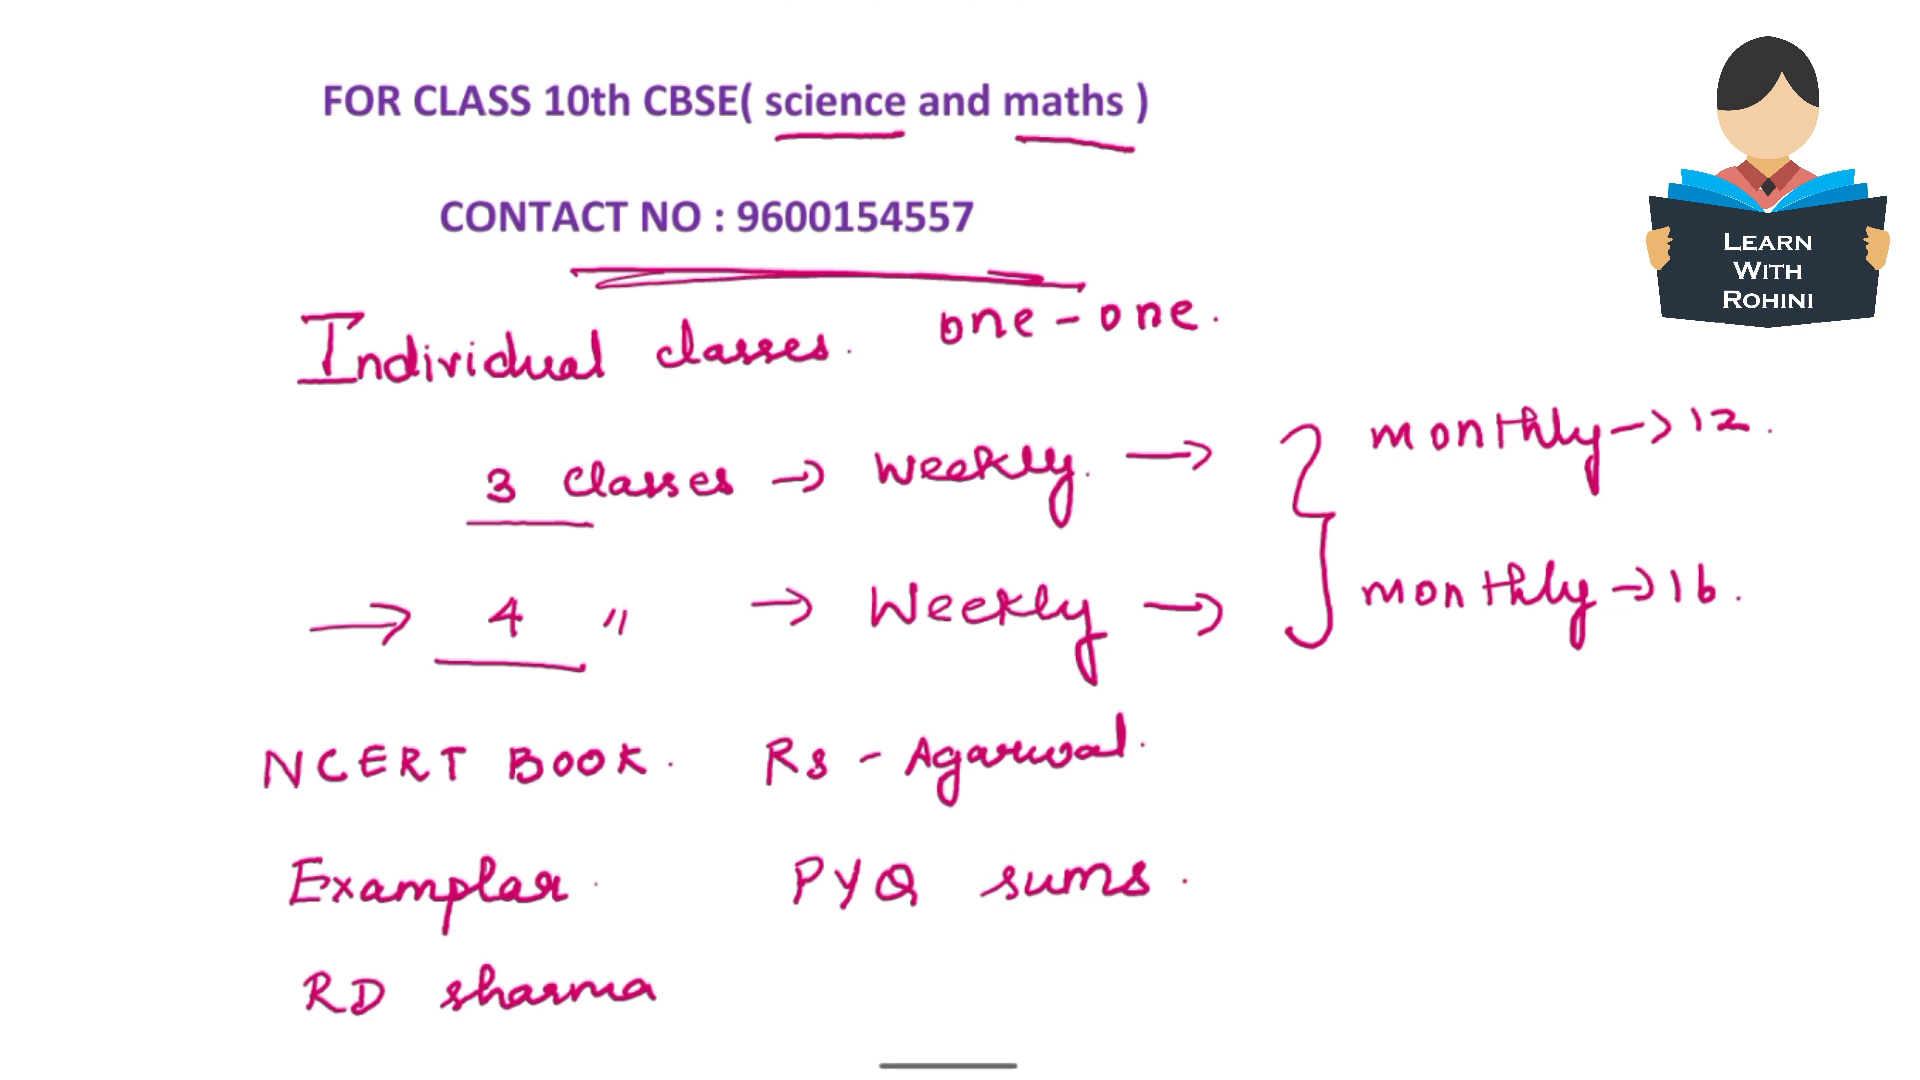 FOR CLASS 10th CBSE( science and maths )
CONTACT NO : 9600154557
LEARN
WITH
ROHINI
Individual classes. one-one.
3 classes → weekly. → monthly → 12.
→ 4 " → Weekly → monthly → 16.
NCERT BOOK. RS - Agarwal.
Examplar. PYQ sums.
RD sharma